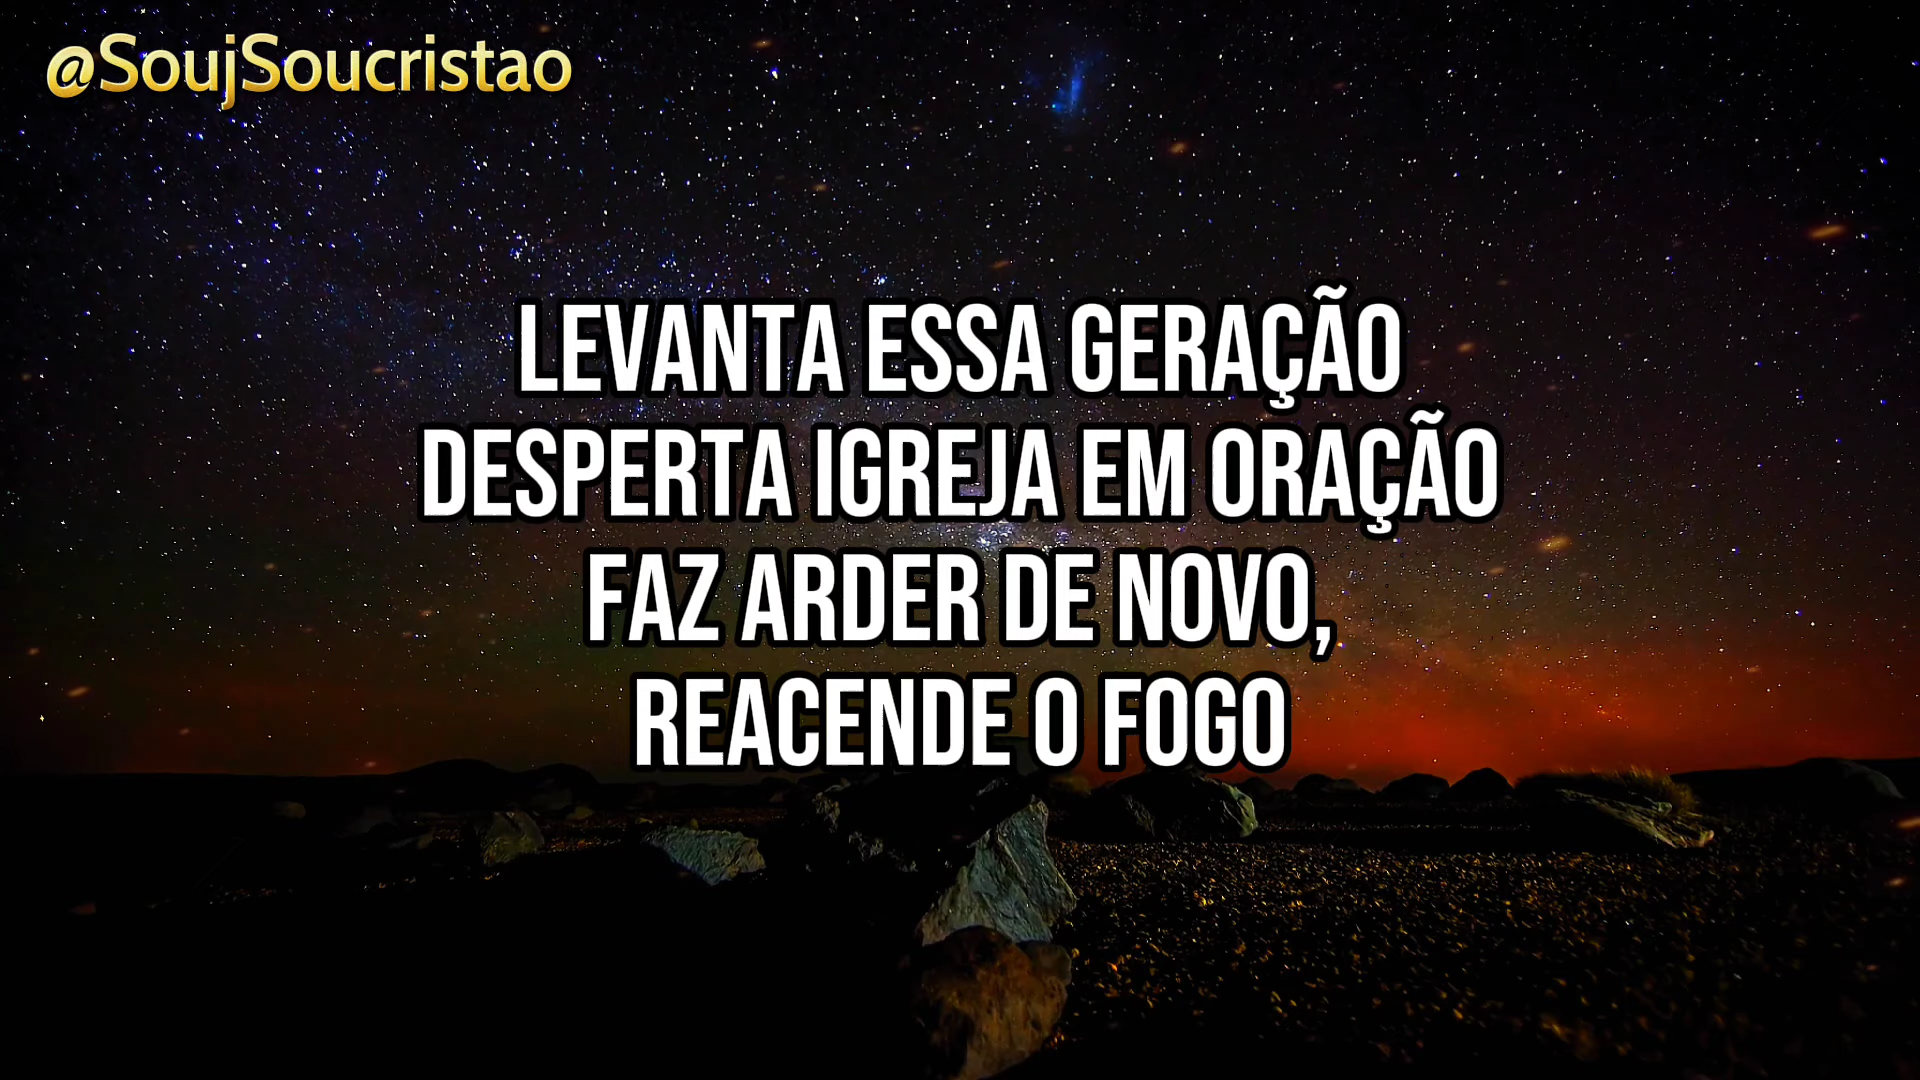 @SoujSoucristao
LEVANTA ESSA GERAÇÃO
DESPERTA IGREJA EM ORAÇÃO
FAZ ARDER DE NOVO,
REACENDE O FOGO